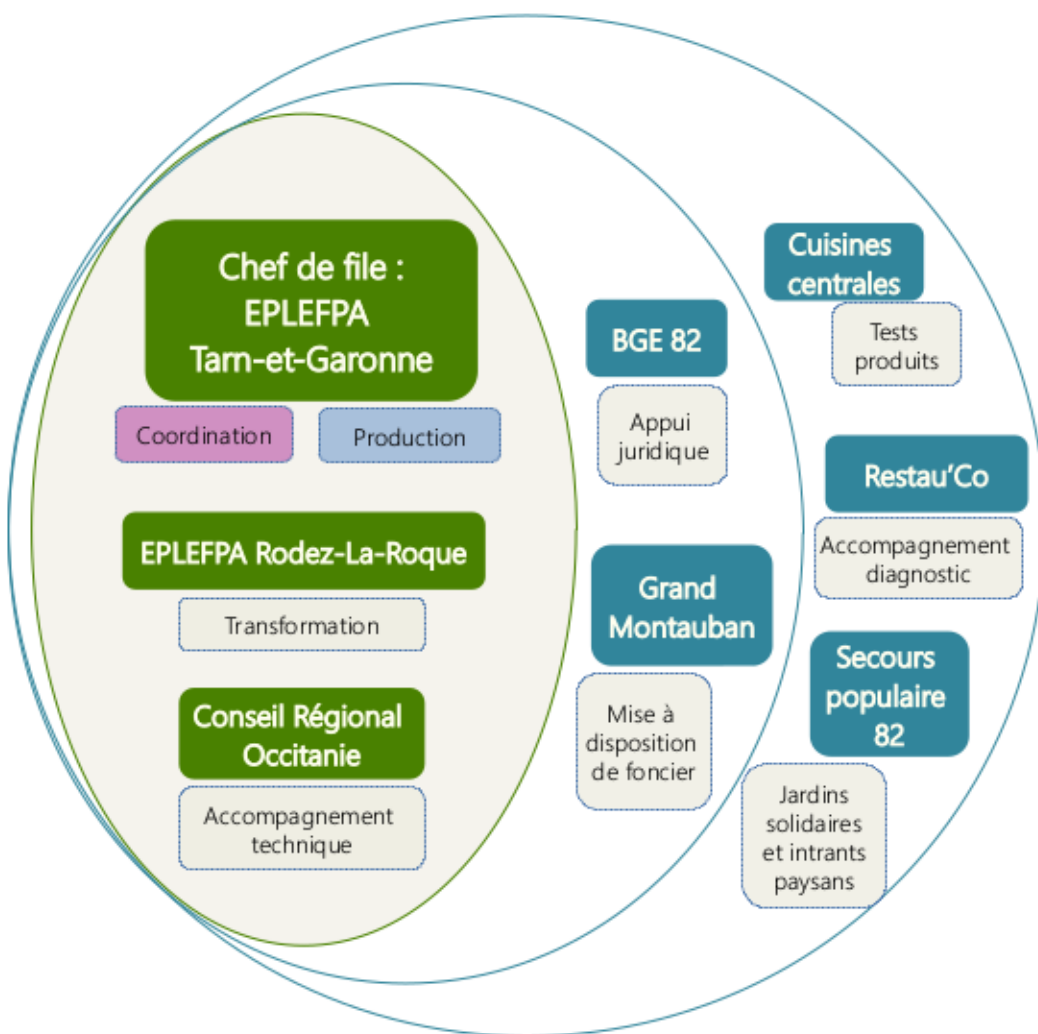 Chef de file :
EPLEFPA
Tarn-et-Garonne
Coordination
Production
EPLEFPA Rodez-La-Roque
Transformation
Conseil Régional
Occitanie
Accompagnement
technique
BGE 82
Appui
juridique
Grand
Montauban
Mise à
disposition
de foncier
Cuisines
centrales
Tests
produits
Restau’Co
Accompagnement
diagnostic
Secours
populaire
82
Jardins
solidaires
et intrants
paysans